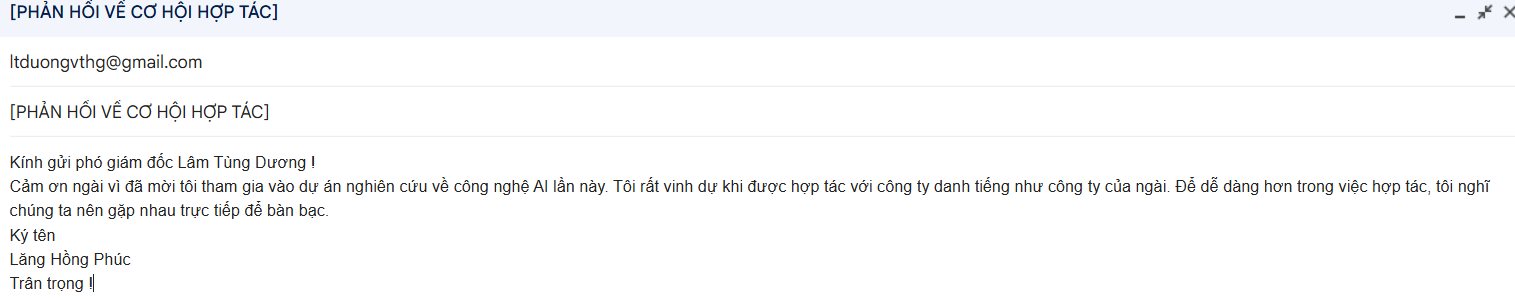 [PHẢN HỒI VỀ CƠ HỘI HỢP TÁC]
ltduongvthg@gmail.com
[PHẢN HỒI VỀ CƠ HỘI HỢP TÁC]
Kính gửi phó giám đốc Lâm Tùng Dương !
Cảm ơn ngài vì đã mời tôi tham gia vào dự án nghiên cứu về công nghệ AI lần này. Tôi rất vinh dự khi được hợp tác với công ty danh tiếng như công ty của ngài. Để dễ dàng hơn trong việc hợp tác, tôi nghĩ
chúng ta nên gặp nhau trực tiếp để bàn bạc.
Ký tên
Lăng Hồng Phúc
Trân trọng !